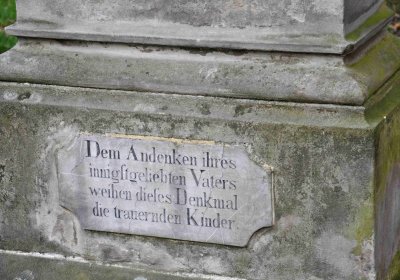 Dem Andenken ihres
innigſtgeliebten Vaters
weihen dieſes Denkmal
die trauernden Kinder.